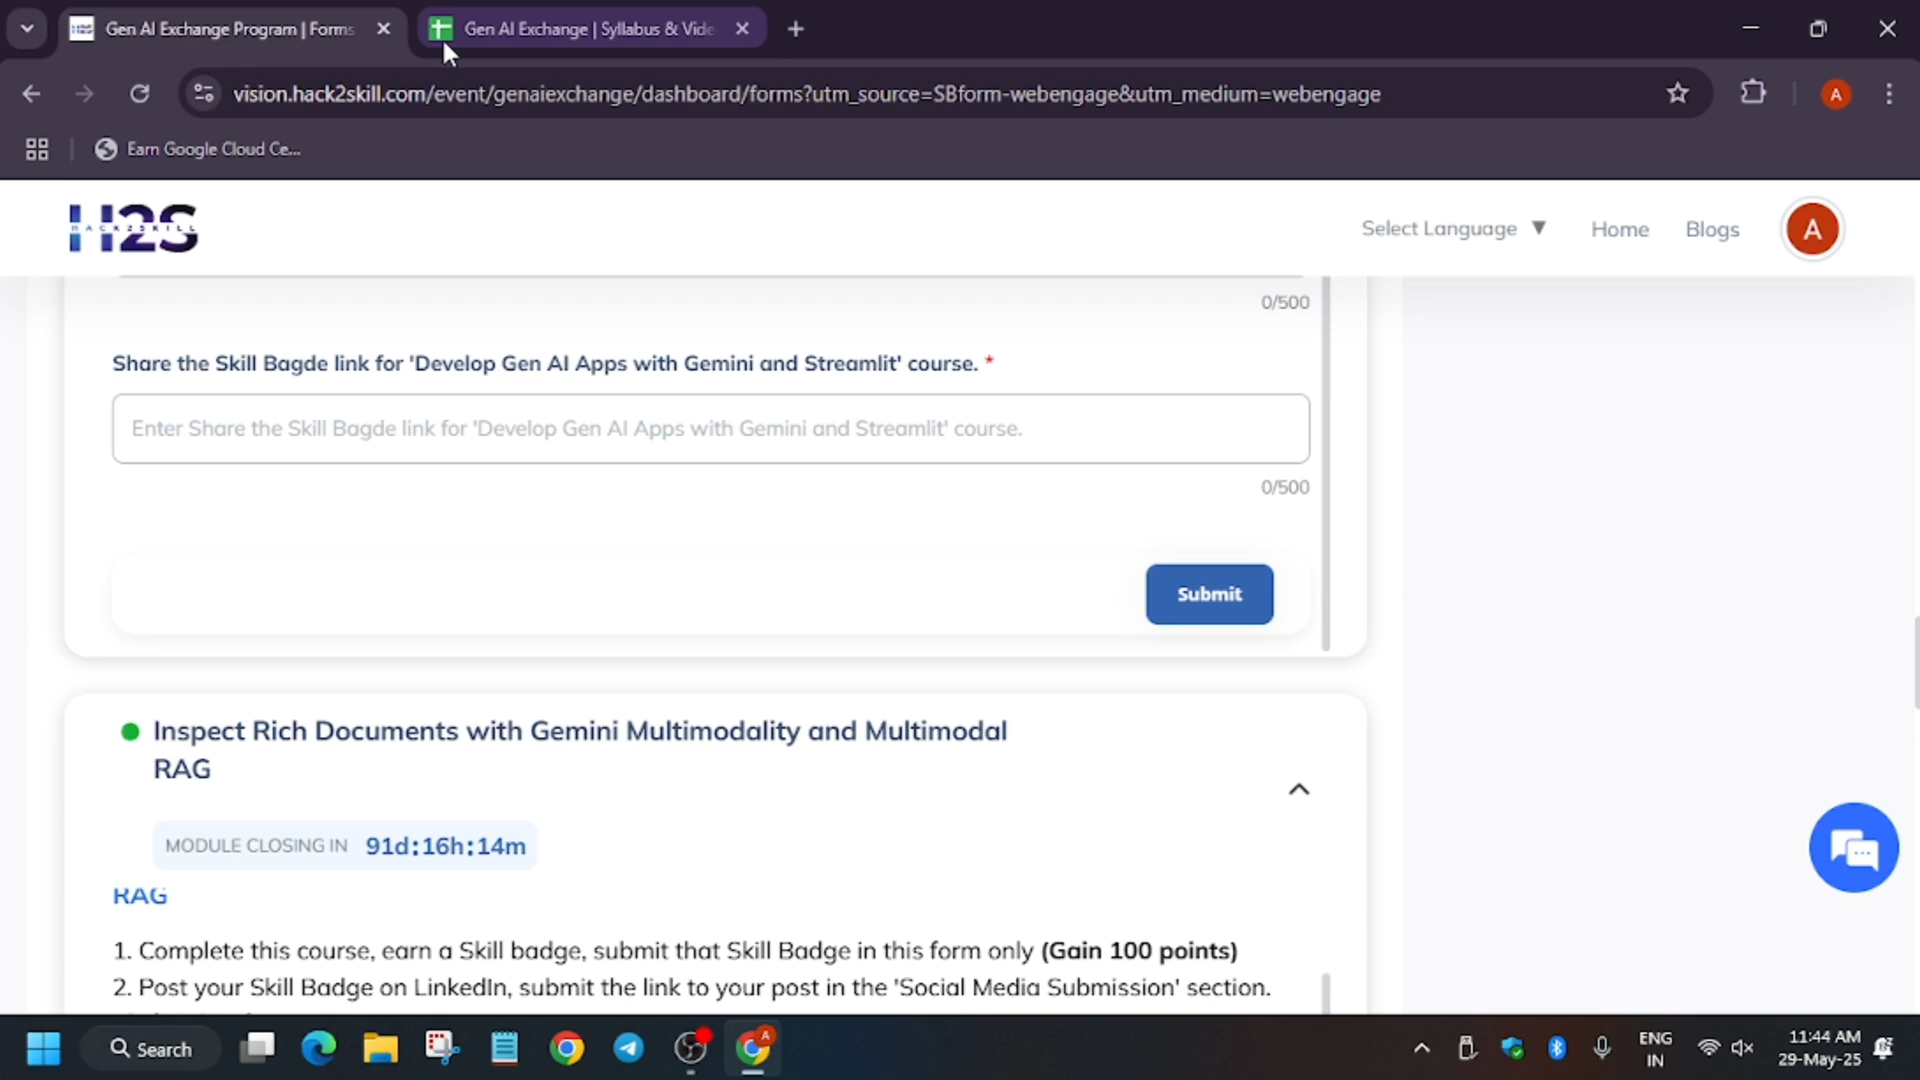 Gen AI Exchange Program | Forms
Gen AI Exchange | Syllabus & Vide
vision.hack2skill.com/event/genaiexchange/dashboard/forms?utm_source=SBform-webengage&utm_medium=webengage
A
Earn Google Cloud Ce...
H2S
HACK2SKILL
Select Language ▼
Home
Blogs
A
0/500
Share the Skill Bagde link for 'Develop Gen AI Apps with Gemini and Streamlit' course. *
Enter Share the Skill Bagde link for 'Develop Gen AI Apps with Gemini and Streamlit' course.
0/500
Submit
Inspect Rich Documents with Gemini Multimodality and Multimodal
RAG
MODULE CLOSING IN 91d:16h:14m
RAG
1. Complete this course, earn a Skill badge, submit that Skill Badge in this form only (Gain 100 points)
2. Post your Skill Badge on LinkedIn, submit the link to your post in the 'Social Media Submission' section.
Search
A
ENG
IN
11:44 AM
29-May-25